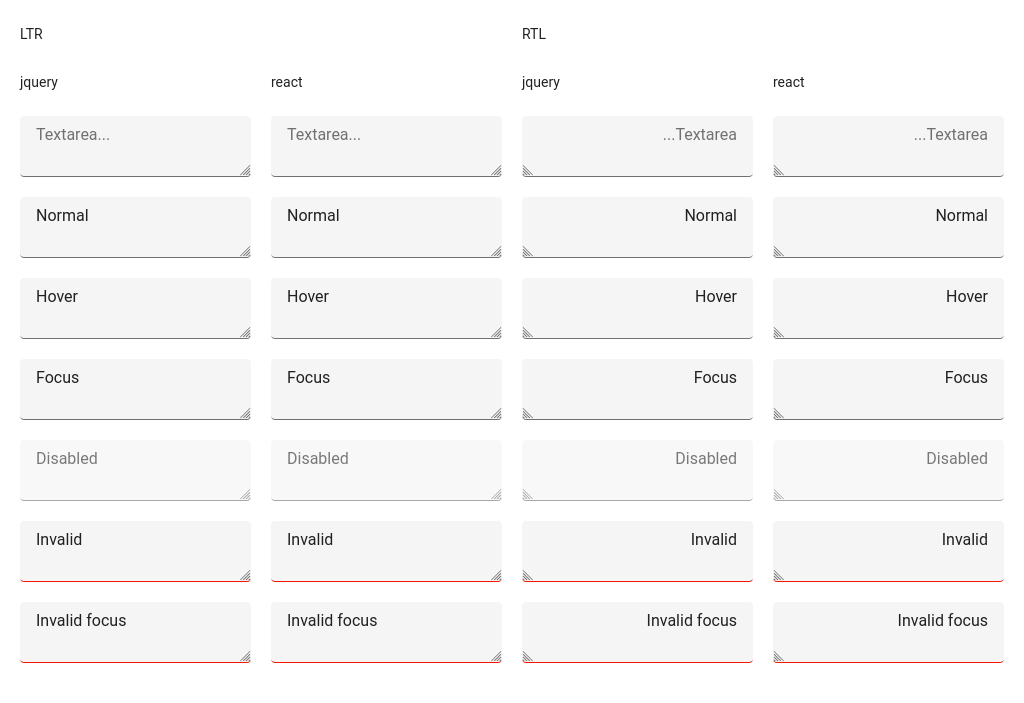 LTR RTL
jquery react jquery react
Textarea... Textarea... ...Textarea ...Textarea
Normal Normal Normal Normal
Hover Hover Hover Hover
Focus Focus Focus Focus
Disabled Disabled Disabled Disabled
Invalid Invalid Invalid Invalid
Invalid focus Invalid focus Invalid focus Invalid focus